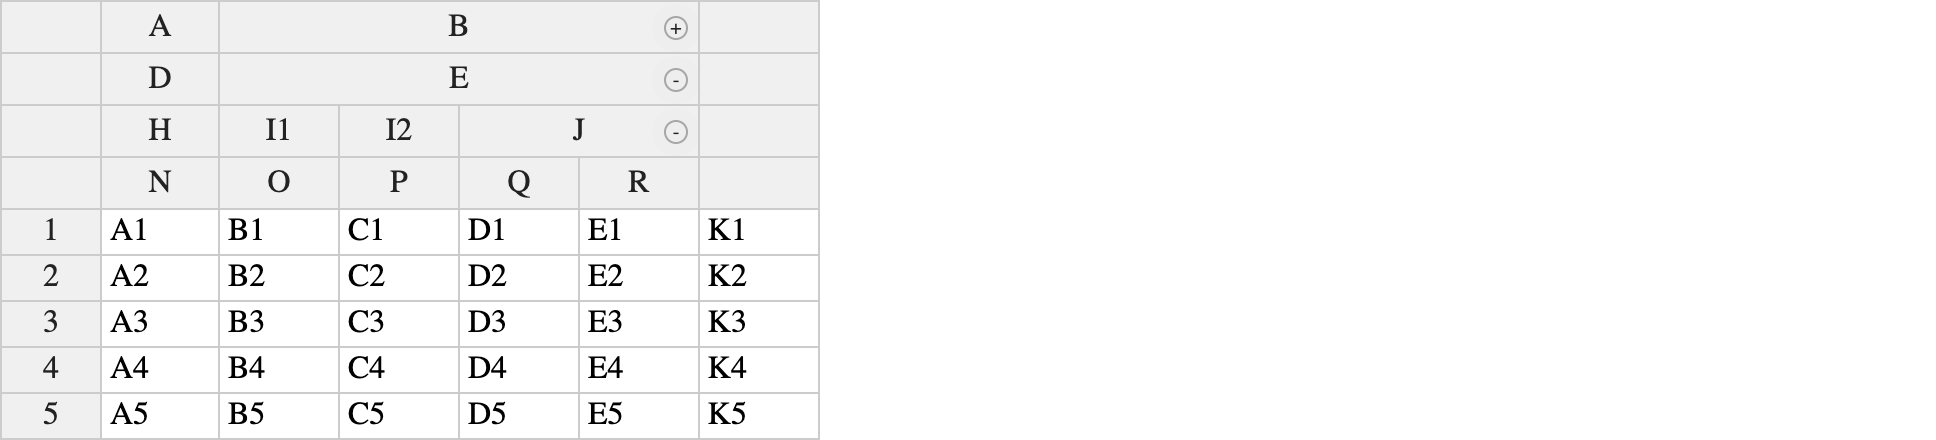 A B +
D E -
H I1 I2 J -
N O P Q R
1 A1 B1 C1 D1 E1 K1
2 A2 B2 C2 D2 E2 K2
3 A3 B3 C3 D3 E3 K3
4 A4 B4 C4 D4 E4 K4
5 A5 B5 C5 D5 E5 K5